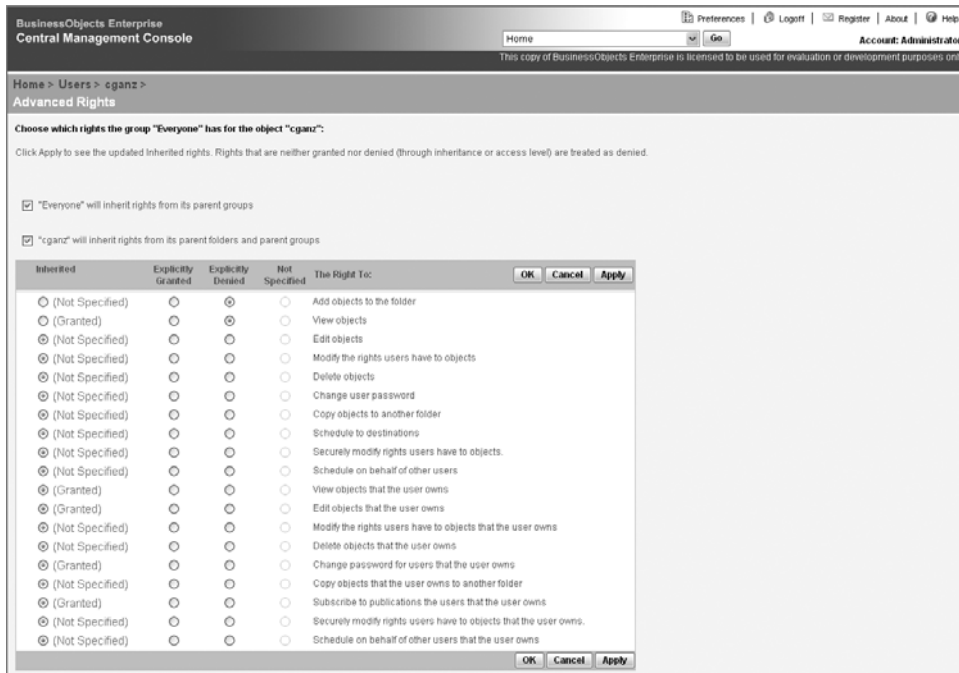 BusinessObjects Enterprise
Central Management Console
Preferences | Logoff | Register | About | Help
Home Go Account: Administrator
This copy of BusinessObjects Enterprise is licensed to be used for evaluation or development purposes onl
Home > Users > cganz >
Advanced Rights
Choose which rights the group "Everyone" has for the object "cganz":
Click Apply to see the updated Inherited rights. Rights that are neither granted nor denied (through inheritance or access level) are treated as denied.
"Everyone" will inherit rights from its parent groups
"cganz" will inherit rights from its parent folders and parent groups
Inherited Explicitly Granted Explicitly Denied Not Specified The Right To: OK Cancel Apply
(Not Specified) Add objects to the folder
(Granted) View objects
(Not Specified) Edit objects
(Not Specified) Modify the rights users have to objects
(Not Specified) Delete objects
(Not Specified) Change user password
(Not Specified) Copy objects to another folder
(Not Specified) Schedule to destinations
(Not Specified) Securely modify rights users have to objects.
(Not Specified) Schedule on behalf of other users
(Granted) View objects that the user owns
(Granted) Edit objects that the user owns
(Not Specified) Modify the rights users have to objects that the user owns
(Not Specified) Delete objects that the user owns
(Granted) Change password for users that the user owns
(Not Specified) Copy objects that the user owns to another folder
(Granted) Subscribe to publications the users that the user owns
(Not Specified) Securely modify rights users have to objects that the user owns.
(Not Specified) Schedule on behalf of other users that the user owns
OK Cancel Apply